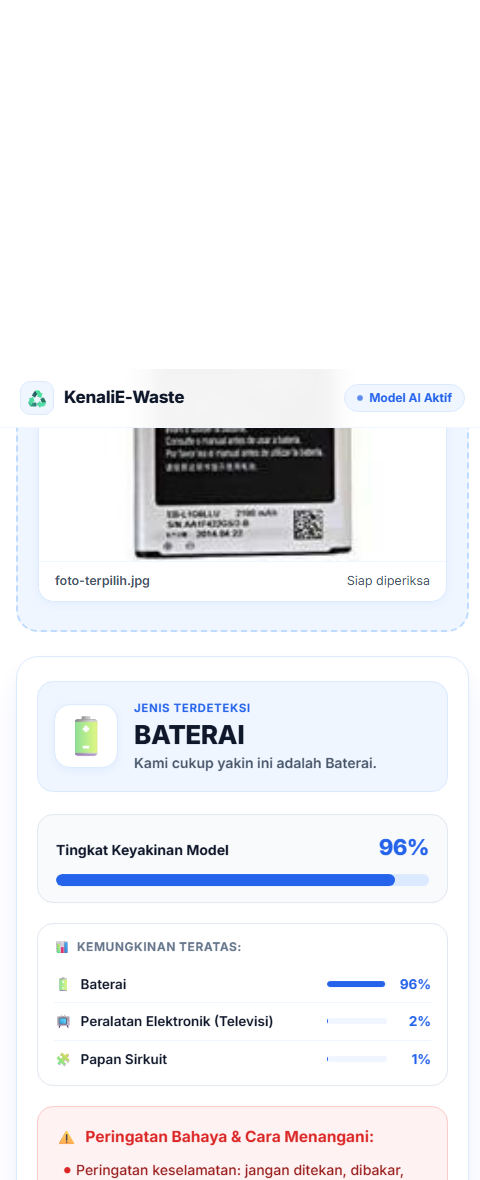 KenaliE-Waste
Model AI Aktif
Consulte o manual antes de usar a bateria.
Por favor lea el manual antes de utilizar la batería.
2100 mAh
2014.04.22
foto-terpilih.jpg
Siap diperiksa
JENIS TERDETEKSI
BATERAI
Kami cukup yakin ini adalah Baterai.
Tingkat Keyakinan Model
96%
KEMUNGKINAN TERATAS:
Baterai
96%
Peralatan Elektronik (Televisi)
2%
Papan Sirkuit
1%
Peringatan Bahaya & Cara Menangani:
Peringatan keselamatan: jangan ditekan, dibakar,